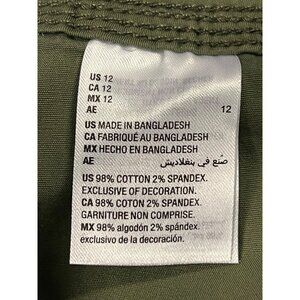 US 12
CA 12
MX 12
AE 12
US MADE IN BANGLADESH
CA FABRIQUÉ AU BANGLADESH
MX HECHO EN BANGLADESH
AE صنع في بنغلاديش
US 98% COTTON 2% SPANDEX.
EXCLUSIVE OF DECORATION.
CA 98% COTON 2% SPANDEX.
GARNITURE NON COMPRISE.
MX 98% algodón 2% spándex.
exclusivo de la decoración.